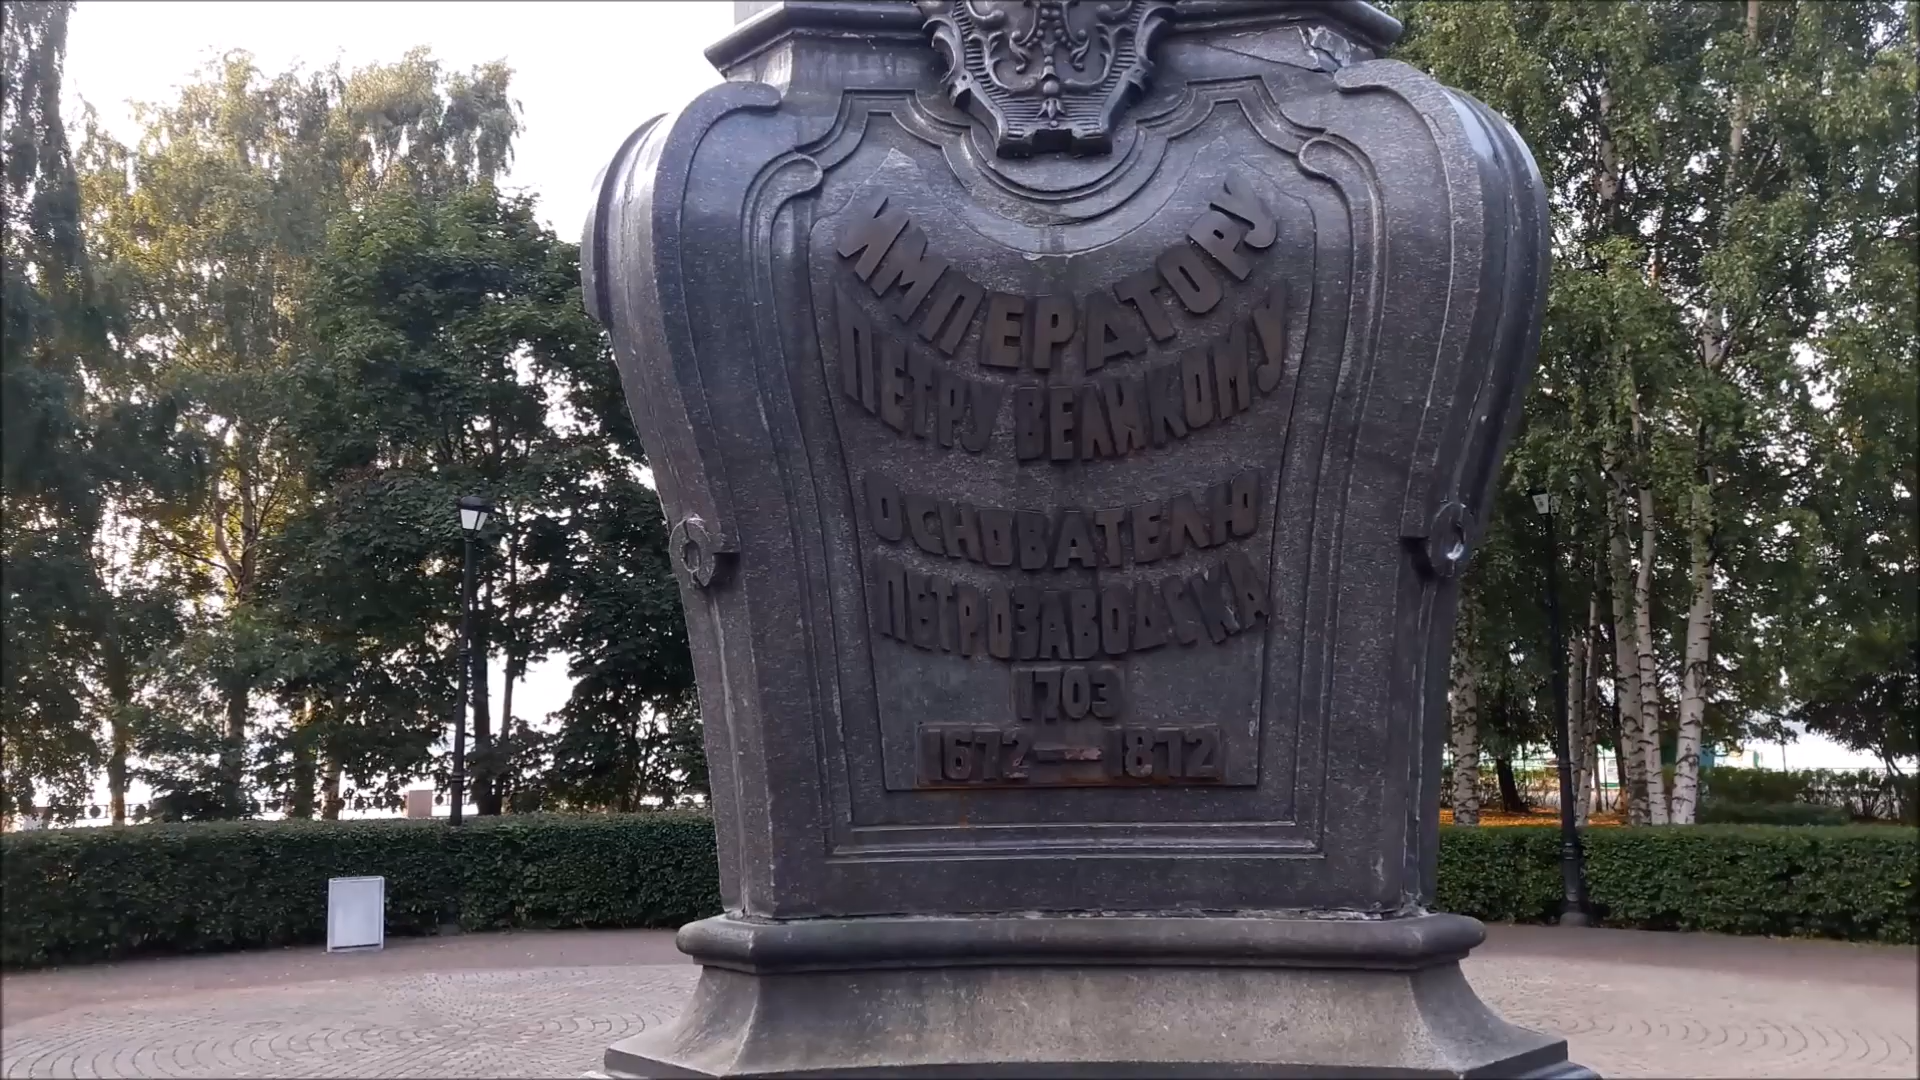 ИМПЕРАТОРУ
ПЕТРУ ВЕЛИКОМУ
ОСНОВАТЕЛЮ
ПЕТРОЗАВОДСКА
1703
1672—1872